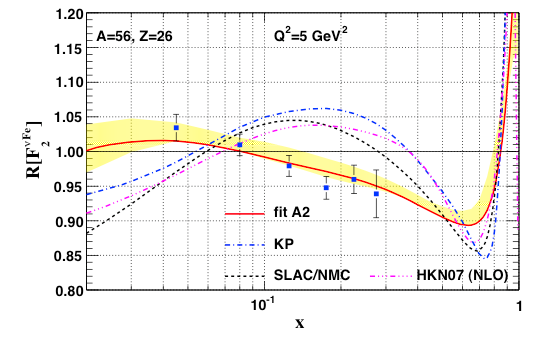 1.20
A=56, Z=26 Q²=5 GeV²
1.15
1.10
1.05
1.00
0.95
0.90
0.85
0.80
R[F₂^νFe]
fit A2
KP
SLAC/NMC HKN07 (NLO)
10⁻¹ 1
x